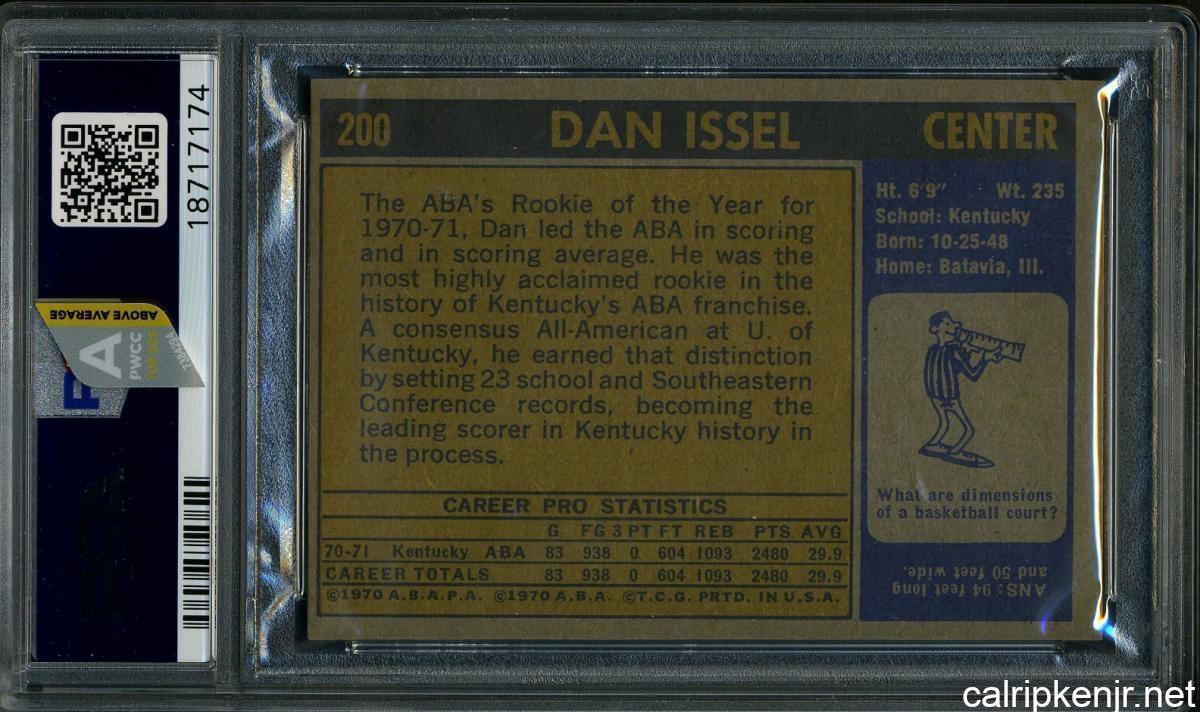 18717174
ABOVE AVERAGE
A
PWCC
200 DAN ISSEL CENTER
The ABA's Rookie of the Year for
1970-71, Dan led the ABA in scoring
and in scoring average. He was the
most highly acclaimed rookie in the
history of Kentucky's ABA franchise.
A consensus All-American at U. of
Kentucky, he earned that distinction
by setting 23 school and Southeastern
Conference records, becoming the
leading scorer in Kentucky history in
the process.
CAREER PRO STATISTICS
G FG 3 PT FT REB PTS. AVG
70-71 Kentucky ABA 83 938 0 604 1093 2480 29.9
CAREER TOTALS 83 938 0 604 1093 2480 29.9
©1970 A.B.A.P.A. ©1970 A.B.A. ©T.C.G. PRTD. IN U.S.A.
Ht. 6'9" Wt. 235
School: Kentucky
Born: 10-25-48
Home: Batavia, Ill.
What are dimensions
of a basketball court?
ANS: 94 feet long
and 50 feet wide.
calripkenjr.net